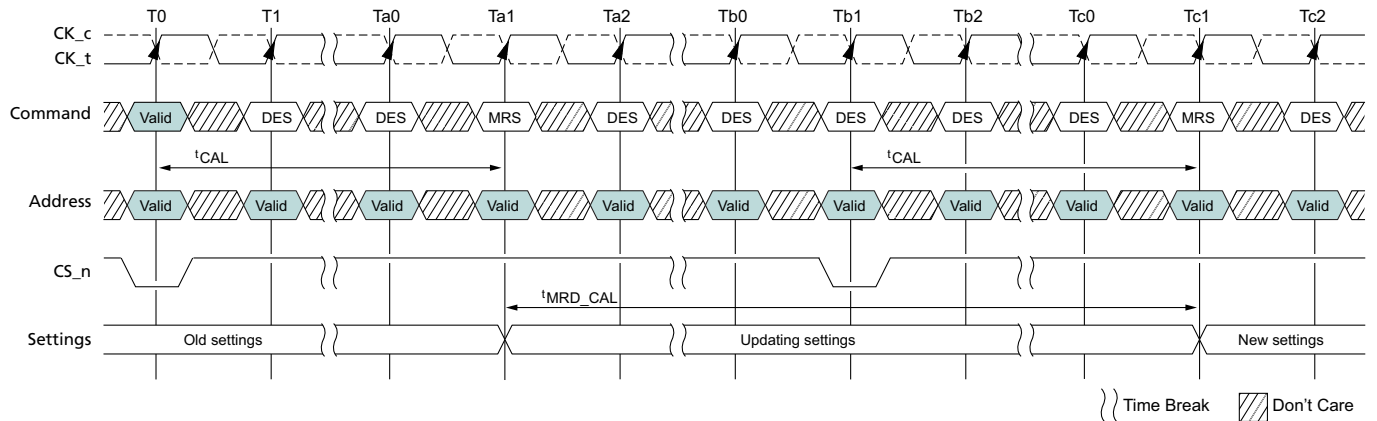 T0 T1 Ta0 Ta1 Ta2 Tb0 Tb1 Tb2 Tc0 Tc1 Tc2
CK_c
CK_t
Command Valid DES DES MRS DES DES DES DES DES MRS DES
tCAL tCAL
Address Valid Valid Valid Valid Valid Valid Valid Valid Valid Valid Valid
CS_n
tMRD_CAL
Settings Old settings Updating settings New settings
Time Break Don't Care